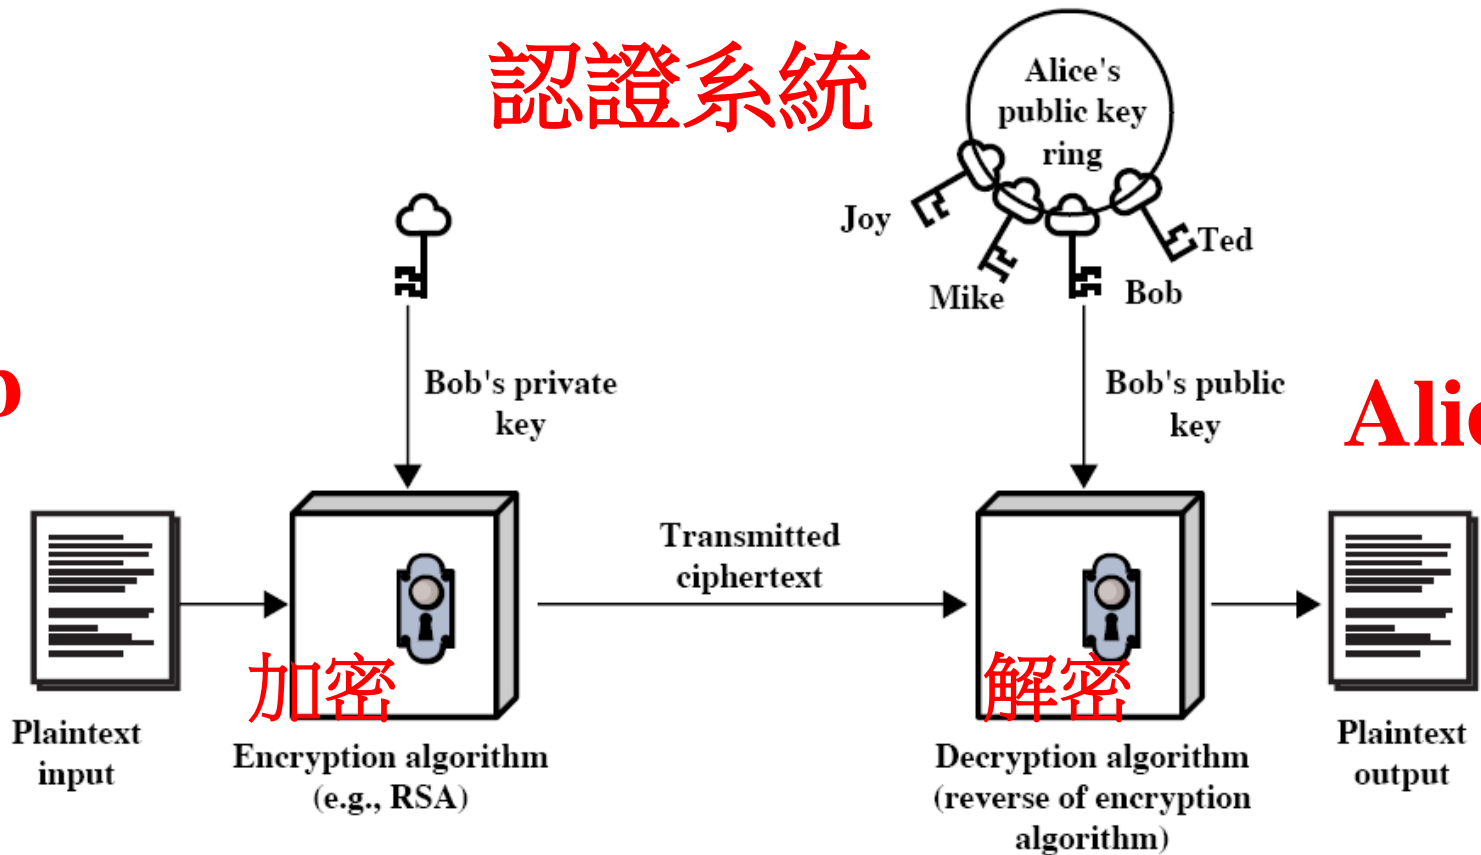 認證系統
Alice's
public key
ring
Joy
Mike
Bob
Ted
Bob's private
key
Bob's public
key
Transmitted
ciphertext
加密
解密
Plaintext
input
Encryption algorithm
(e.g., RSA)
Decryption algorithm
(reverse of encryption
algorithm)
Plaintext
output